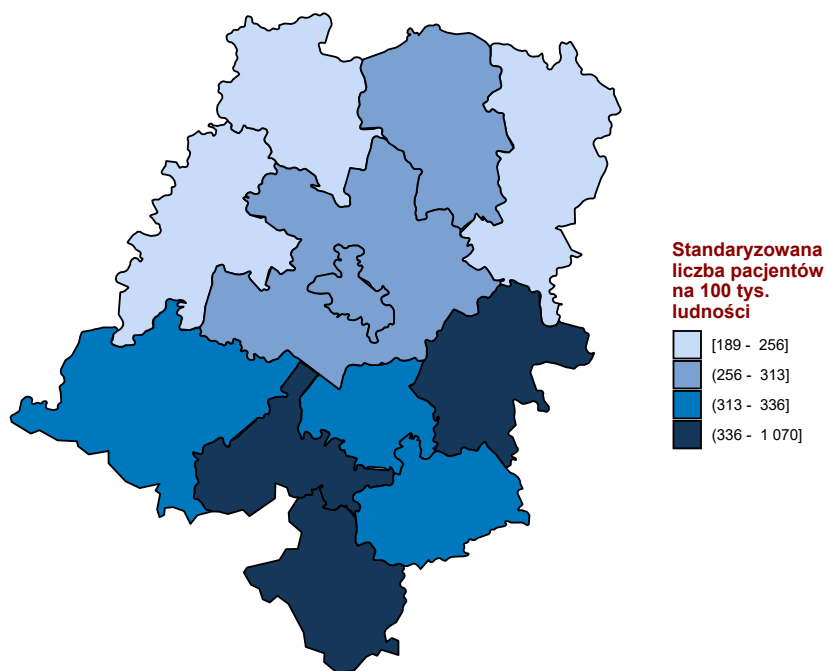 Standaryzowana
liczba pacjentów
na 100 tys.
ludności
[189 - 256]
(256 - 313]
(313 - 336]
(336 - 1 070]